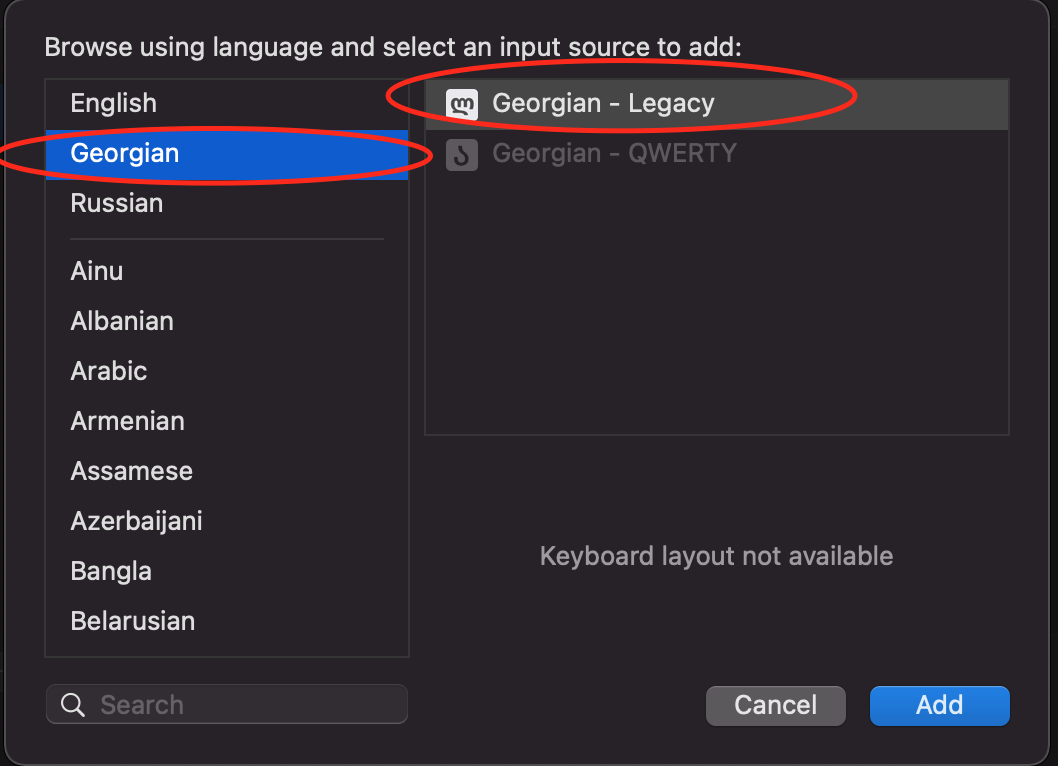 Browse using language and select an input source to add:
English
Georgian
Russian
Ainu
Albanian
Arabic
Armenian
Assamese
Azerbaijani
Bangla
Belarusian
Search
Georgian - Legacy
Georgian - QWERTY
Keyboard layout not available
Cancel
Add